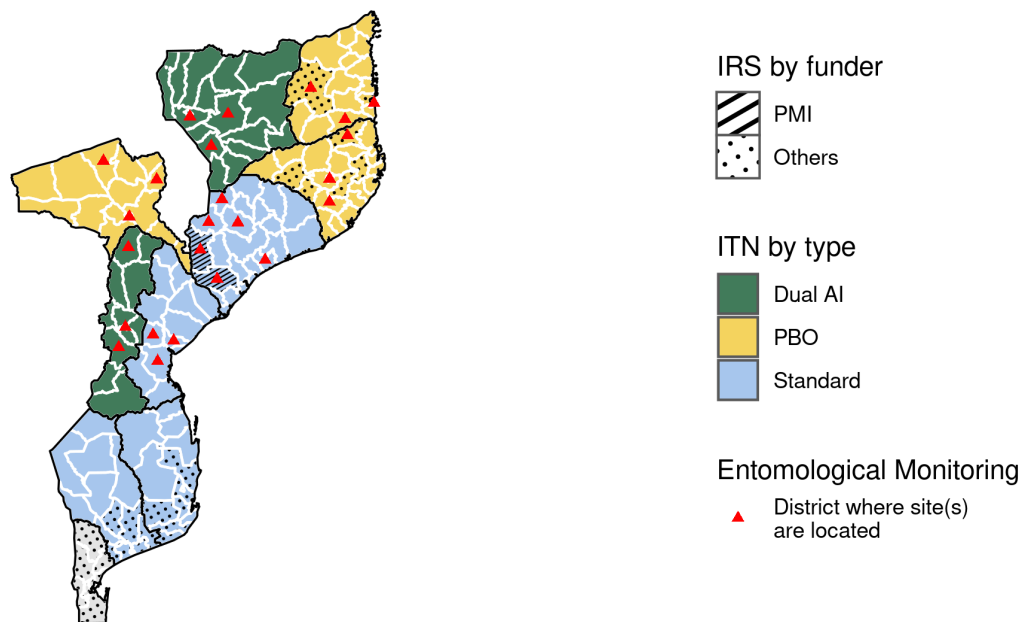 IRS by funder
PMI
Others
ITN by type
Dual AI
PBO
Standard
Entomological Monitoring
District where site(s)
are located